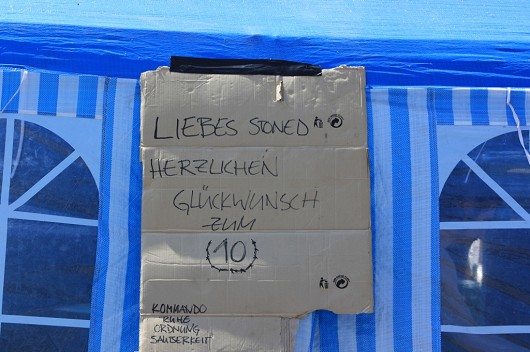 LIEBES STONED
HERZLICHEN
GLÜCKWUNSCH
ZUM
(10)
KOMMANDO
RUHE
ORDNUNG
SAUBERKEIT